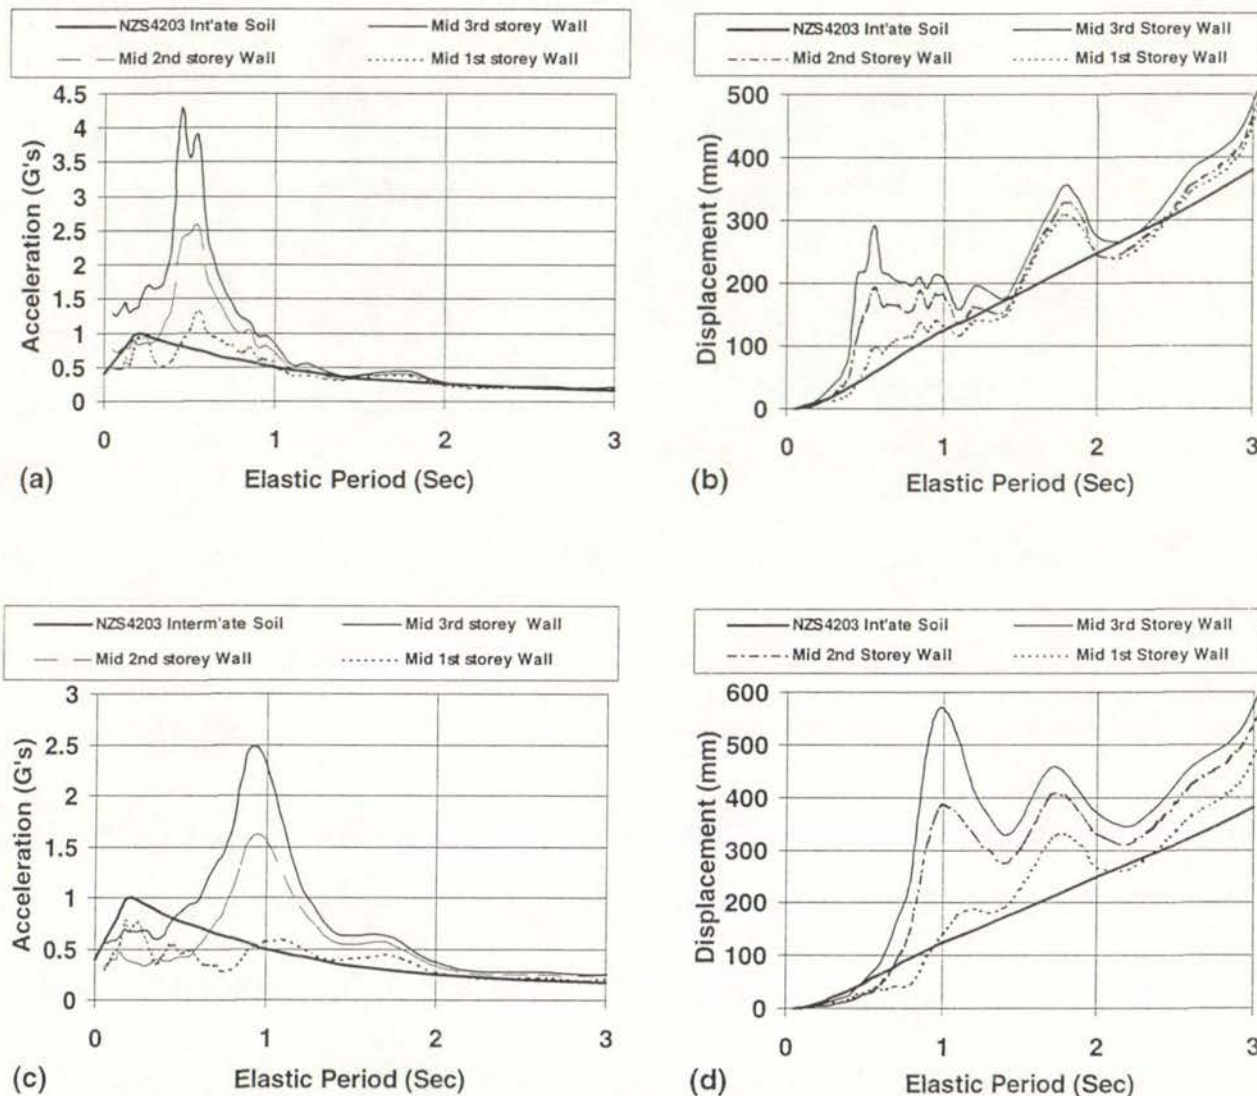 NZS4203 Int'ate Soil
Mid 3rd storey Wall
Mid 2nd storey Wall
Mid 1st storey Wall
4.5
4
3.5
3
2.5
2
1.5
1
0.5
0
Acceleration (G's)
0
1
2
3
(a)
Elastic Period (Sec)
NZS4203 Int'ate Soil
Mid 3rd Storey Wall
Mid 2nd Storey Wall
Mid 1st Storey Wall
500
400
300
200
100
0
Displacement (mm)
0
1
2
3
(b)
Elastic Period (Sec)
NZS4203 Interm'ate Soil
Mid 3rd storey Wall
Mid 2nd storey Wall
Mid 1st storey Wall
3
2.5
2
1.5
1
0.5
0
Acceleration (G's)
0
1
2
3
(c)
Elastic Period (Sec)
NZS4203 Int'ate Soil
Mid 3rd Storey Wall
Mid 2nd Storey Wall
Mid 1st Storey Wall
600
500
400
300
200
100
0
Displacement (mm)
0
1
2
3
(d)
Elastic Period (Sec)